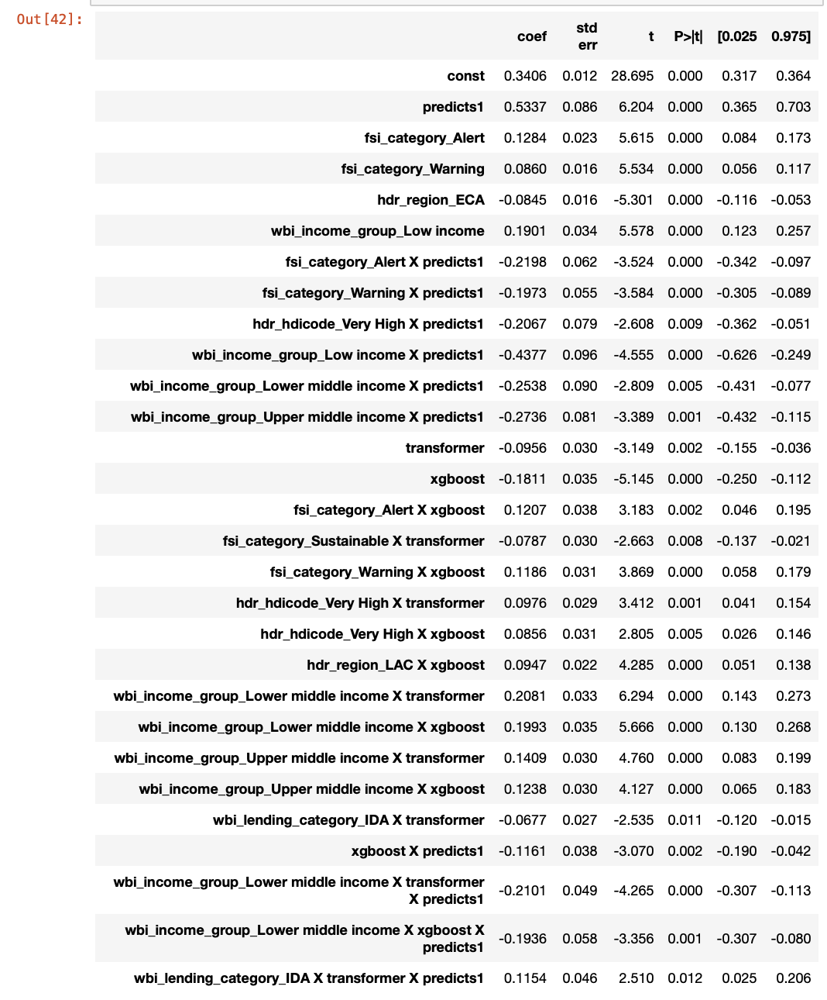 Out[42]:
coef std err t P>|t| [0.025 0.975]
const 0.3406 0.012 28.695 0.000 0.317 0.364
predicts1 0.5337 0.086 6.204 0.000 0.365 0.703
fsi_category_Alert 0.1284 0.023 5.615 0.000 0.084 0.173
fsi_category_Warning 0.0860 0.016 5.534 0.000 0.056 0.117
hdr_region_ECA -0.0845 0.016 -5.301 0.000 -0.116 -0.053
wbi_income_group_Low income 0.1901 0.034 5.578 0.000 0.123 0.257
fsi_category_Alert X predicts1 -0.2198 0.062 -3.524 0.000 -0.342 -0.097
fsi_category_Warning X predicts1 -0.1973 0.055 -3.584 0.000 -0.305 -0.089
hdr_hdicode_Very High X predicts1 -0.2067 0.079 -2.608 0.009 -0.362 -0.051
wbi_income_group_Low income X predicts1 -0.4377 0.096 -4.555 0.000 -0.626 -0.249
wbi_income_group_Lower middle income X predicts1 -0.2538 0.090 -2.809 0.005 -0.431 -0.077
wbi_income_group_Upper middle income X predicts1 -0.2736 0.081 -3.389 0.001 -0.432 -0.115
transformer -0.0956 0.030 -3.149 0.002 -0.155 -0.036
xgboost -0.1811 0.035 -5.145 0.000 -0.250 -0.112
fsi_category_Alert X xgboost 0.1207 0.038 3.183 0.002 0.046 0.195
fsi_category_Sustainable X transformer -0.0787 0.030 -2.663 0.008 -0.137 -0.021
fsi_category_Warning X xgboost 0.1186 0.031 3.869 0.000 0.058 0.179
hdr_hdicode_Very High X transformer 0.0976 0.029 3.412 0.001 0.041 0.154
hdr_hdicode_Very High X xgboost 0.0856 0.031 2.805 0.005 0.026 0.146
hdr_region_LAC X xgboost 0.0947 0.022 4.285 0.000 0.051 0.138
wbi_income_group_Lower middle income X transformer 0.2081 0.033 6.294 0.000 0.143 0.273
wbi_income_group_Lower middle income X xgboost 0.1993 0.035 5.666 0.000 0.130 0.268
wbi_income_group_Upper middle income X transformer 0.1409 0.030 4.760 0.000 0.083 0.199
wbi_income_group_Upper middle income X xgboost 0.1238 0.030 4.127 0.000 0.065 0.183
wbi_lending_category_IDA X transformer -0.0677 0.027 -2.535 0.011 -0.120 -0.015
xgboost X predicts1 -0.1161 0.038 -3.070 0.002 -0.190 -0.042
wbi_income_group_Lower middle income X transformer
X predicts1 -0.2101 0.049 -4.265 0.000 -0.307 -0.113
wbi_income_group_Lower middle income X xgboost X
predicts1 -0.1936 0.058 -3.356 0.001 -0.307 -0.080
wbi_lending_category_IDA X transformer X predicts1 0.1154 0.046 2.510 0.012 0.025 0.206